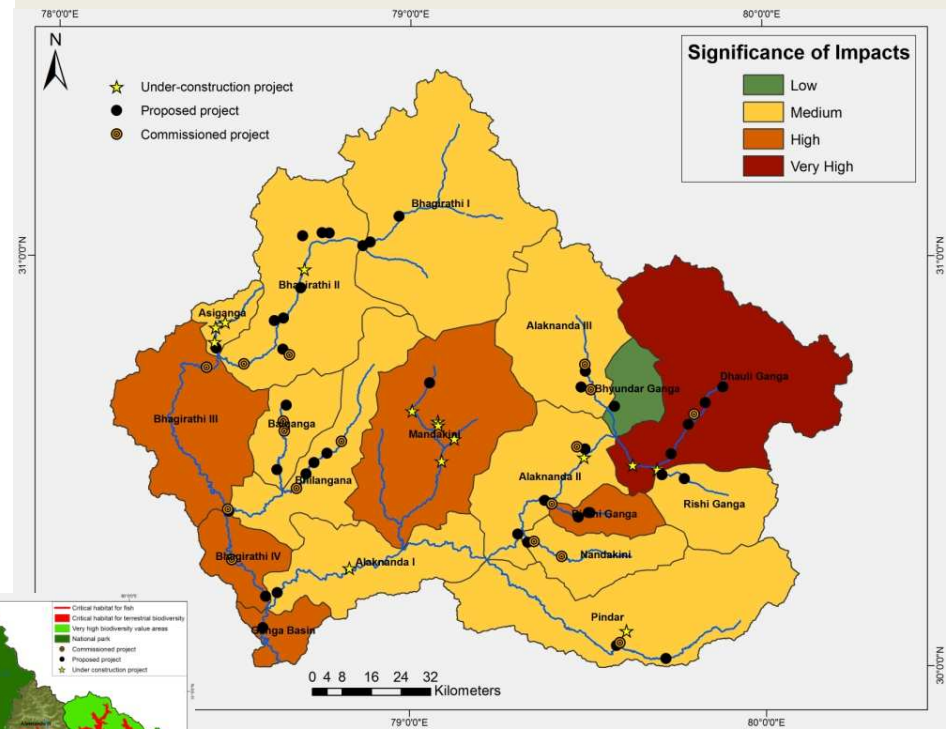 78°0'0"E
79°0'0"E
80°0'0"E
N
Under-construction project
Proposed project
Commissioned project
Significance of Impacts
Low
Medium
High
Very High
31°0'0"N
31°0'0"N
Bhagirathi I
Bhagirathi II
Asiganga
Alaknanda III
Bhyundar Ganga
Dhauli Ganga
Bhagirathi III
Balganga
Mandakini
Bhilangana
Alaknanda II
Rishi Ganga
Ganga
Nandakini
Bhagirathi IV
Alaknanda I
Pindar
Ganga Basin
0 4 8 16 24 32
Kilometers
30°0'0"N
79°0'0"E
80°0'0"E
Critical habitat for fish
Critical habitat for terrestrial biodiversity
Very high biodiversity value areas
National park
Commissioned project
Proposed project
Under construction project